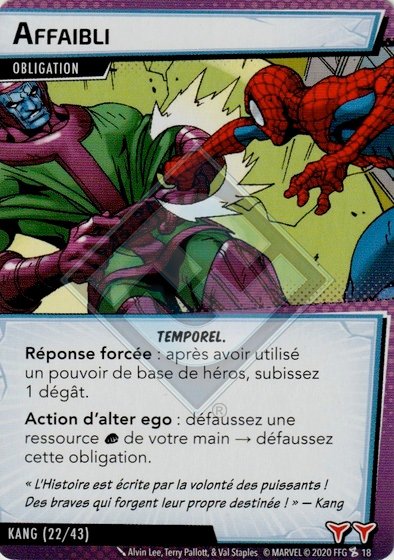 AFFAIBLI
OBLIGATION
TEMPOREL.
Réponse forcée : après avoir utilisé
un pouvoir de base de héros, subissez
1 dégât.
Action d'alter ego : défaussez une
ressource de votre main → défaussez
cette obligation.
« L'Histoire est écrite par la volonté des puissants !
Des braves qui forgent leur propre destinée ! » — Kang
KANG (22/43)
Alvin Lee, Terry Pallott, & Val Staples © MARVEL © 2020 FFG 18